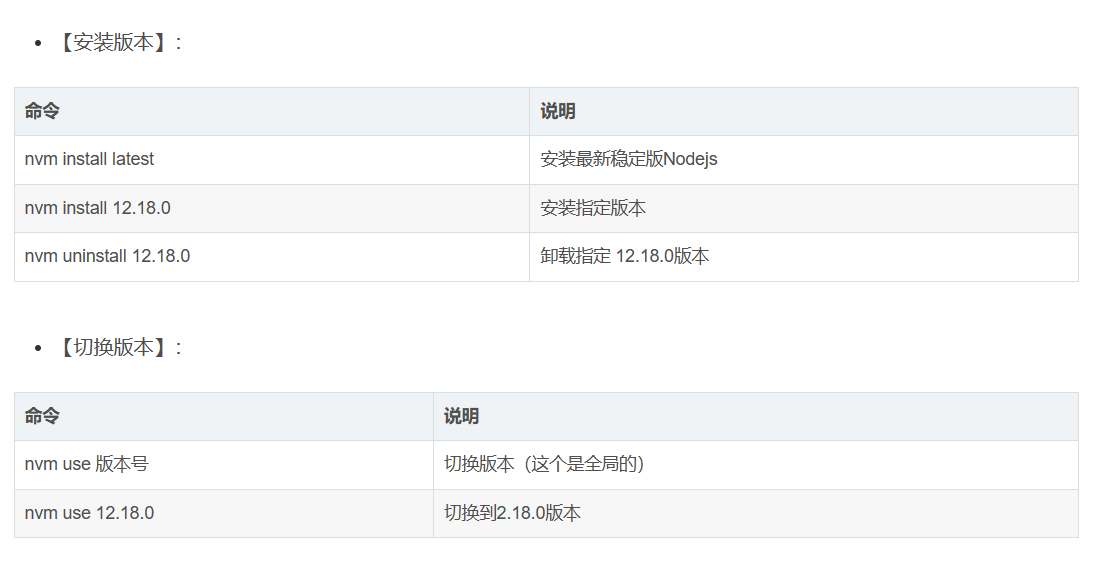 【安装版本】:
命令 说明
nvm install latest 安装最新稳定版Nodejs
nvm install 12.18.0 安装指定版本
nvm uninstall 12.18.0 卸载指定 12.18.0版本
【切换版本】:
命令 说明
nvm use 版本号 切换版本（这个是全局的）
nvm use 12.18.0 切换到2.18.0版本